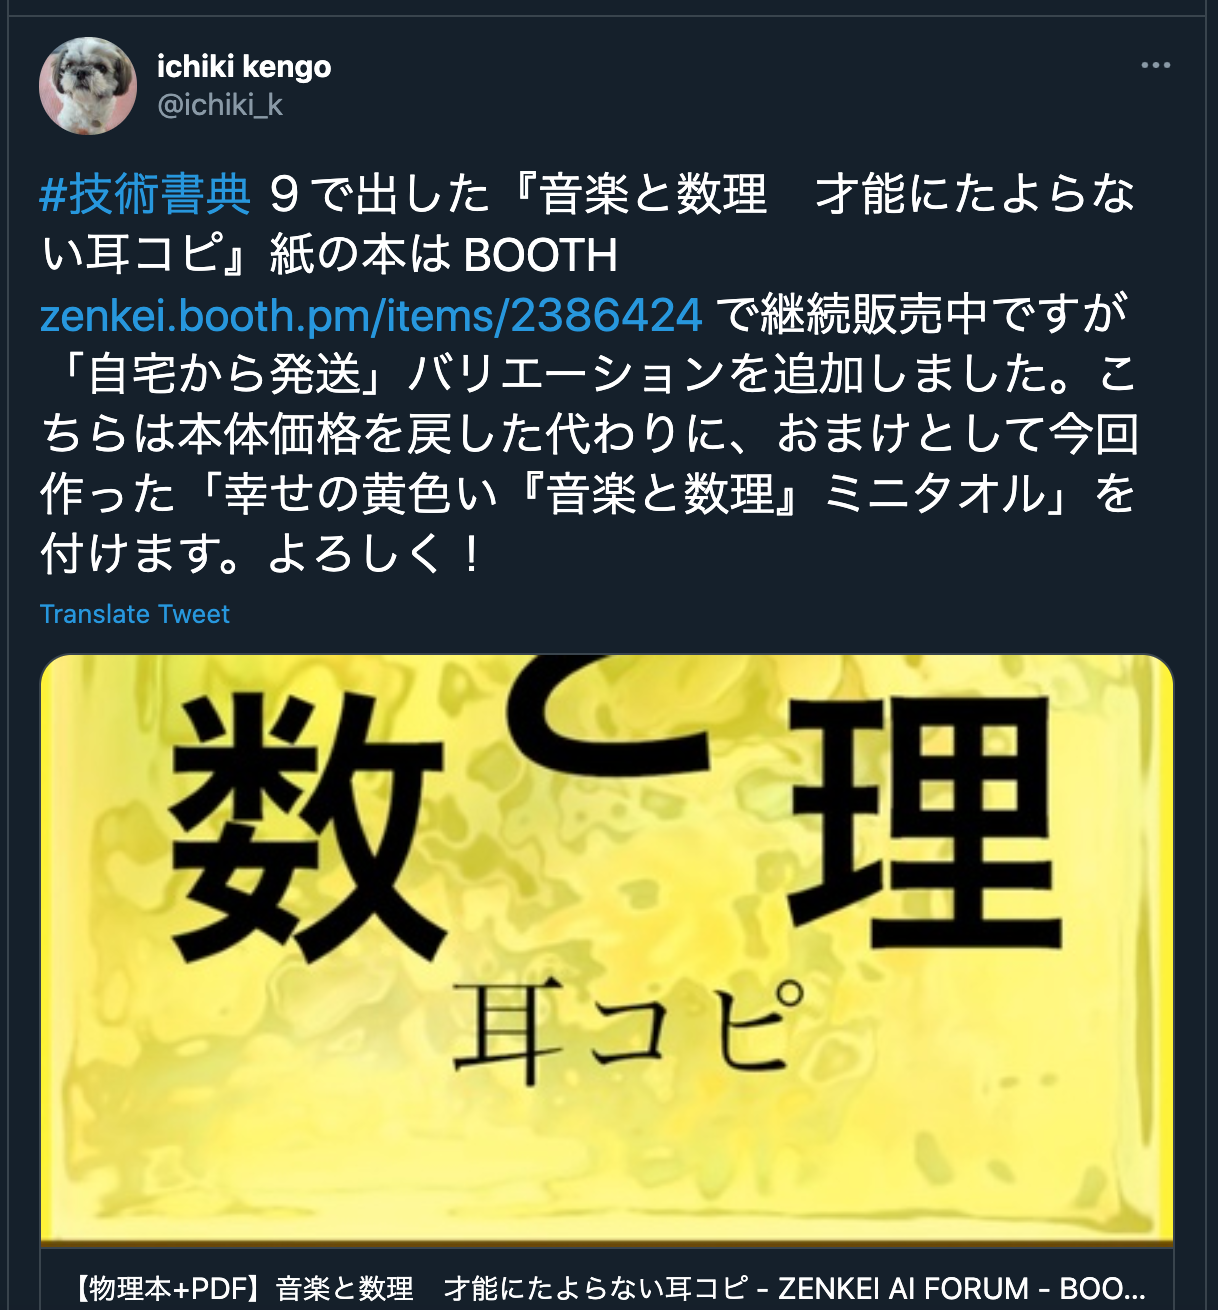 ichiki kengo
@ichiki_k
#技術書典 9で出した『音楽と数理　才能にたよらな
い耳コピ』紙の本は BOOTH
zenkei.booth.pm/items/2386424 で継続販売中ですが
「自宅から発送」バリエーションを追加しました。こ
ちらは本体価格を戻した代わりに、おまけとして今回
作った「幸せの黄色い『音楽と数理』ミニタオル」を
付けます。よろしく！
Translate Tweet
数と理
耳コピ
【物理本+PDF】音楽と数理　才能にたよらない耳コピ - ZENKEI AI FORUM - BOO...